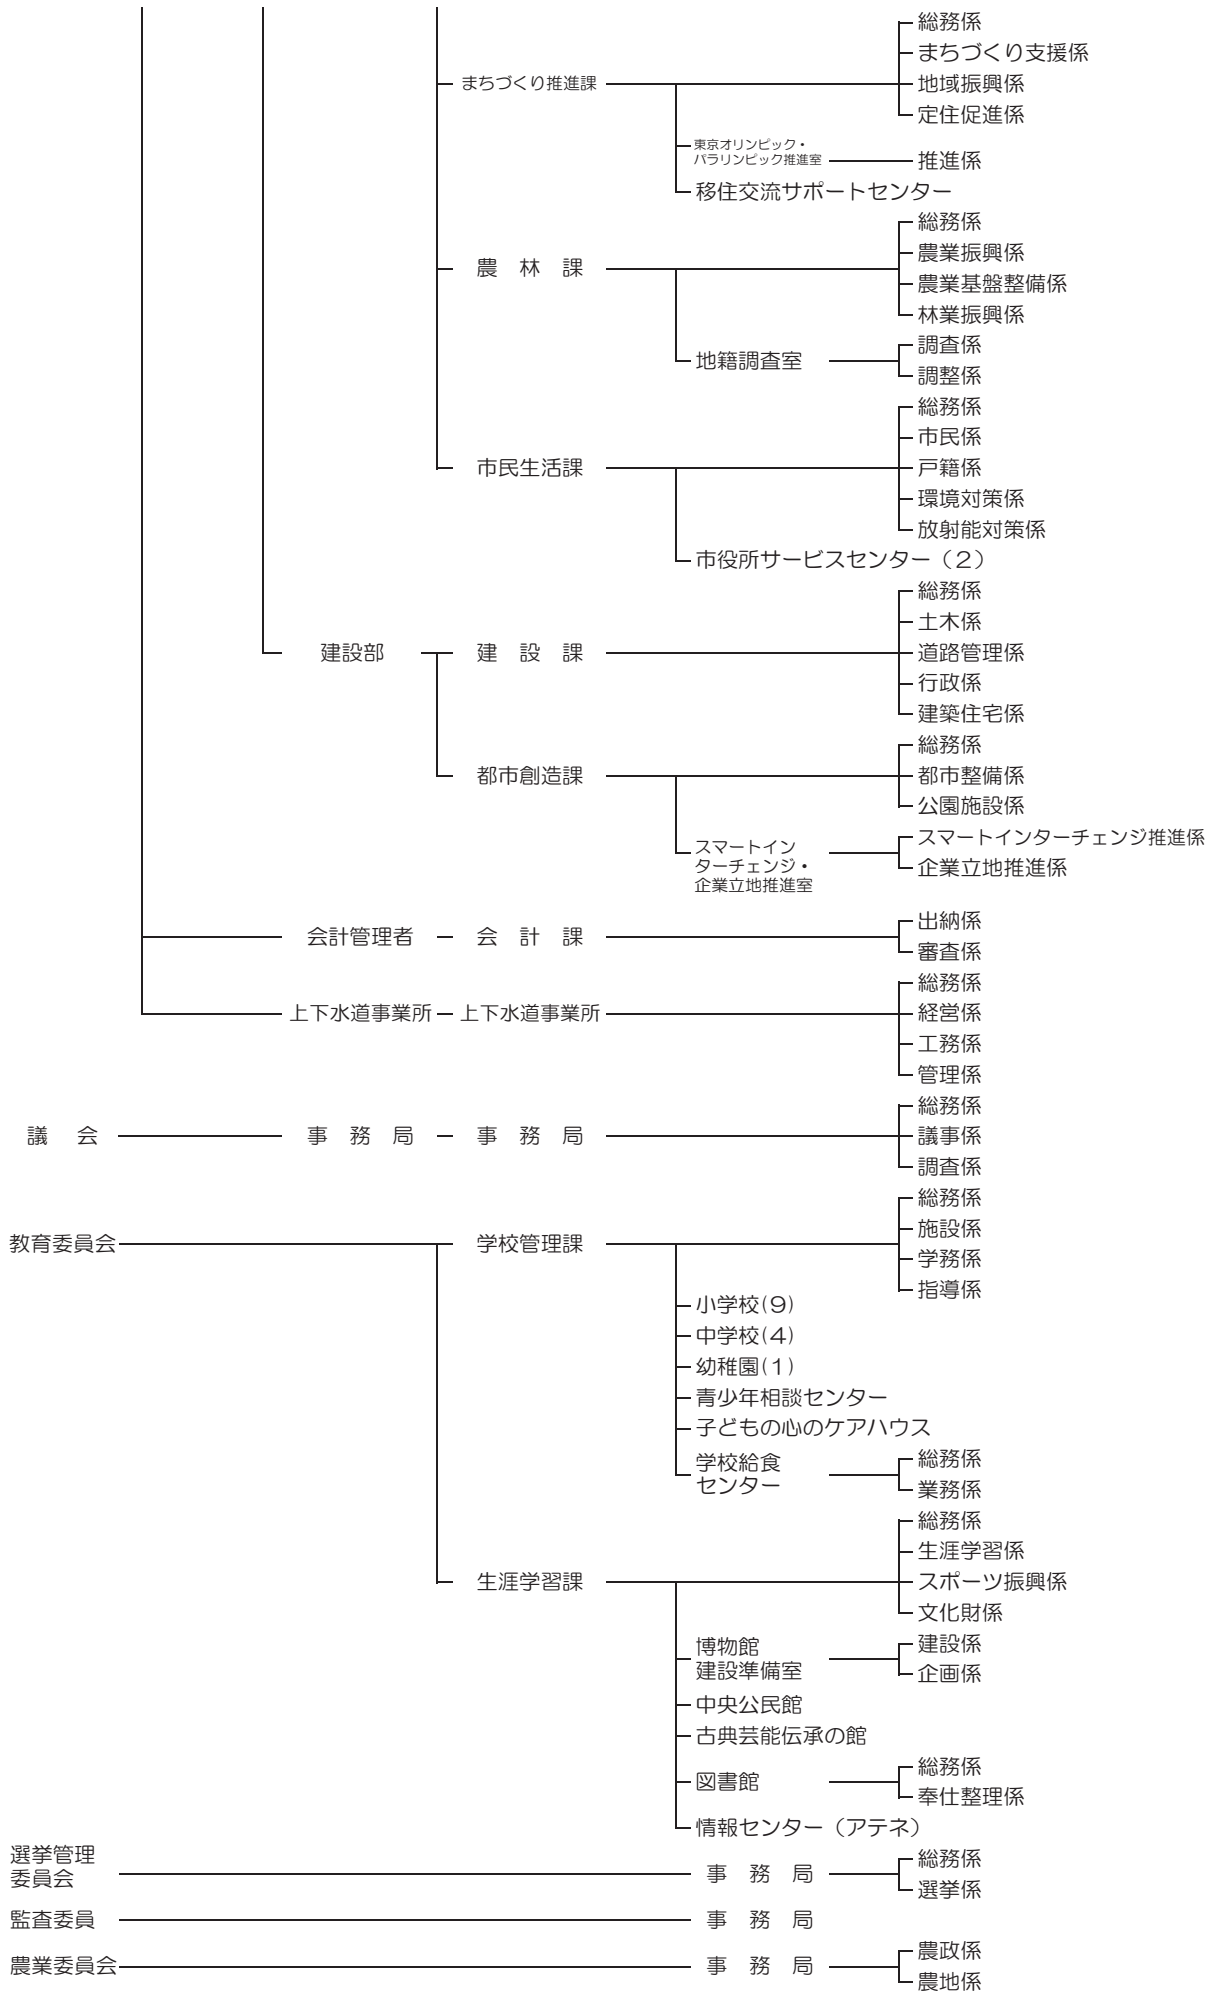 総務係
まちづくり支援係
まちづくり推進課
地域振興係
定住促進係
東京オリンピック・
パラリンピック推進室
推進係
移住交流サポートセンター
総務係
農業振興係
農　林　課
農業基盤整備係
林業振興係
地籍調査室
調査係
調整係
総務係
市民係
市民生活課
戸籍係
環境対策係
放射能対策係
市役所サービスセンター（2）
総務係
土木係
建設部
建　設　課
道路管理係
行政係
建築住宅係
総務係
都市創造課
都市整備係
公園施設係
スマートイン
ターチェンジ・
企業立地推進室
スマートインターチェンジ推進係
企業立地推進係
会計管理者
会　計　課
出納係
審査係
総務係
上下水道事業所
上下水道事業所
経営係
工務係
管理係
総務係
議　会
事　務　局
事　務　局
議事係
調査係
教育委員会
学校管理課
総務係
施設係
学務係
指導係
小学校(9)
中学校(4)
幼稚園(1)
青少年相談センター
子どもの心のケアハウス
学校給食
センター
総務係
業務係
総務係
生涯学習係
生涯学習課
スポーツ振興係
文化財係
博物館
建設準備室
建設係
企画係
中央公民館
古典芸能伝承の館
図書館
総務係
奉仕整理係
情報センター（アテネ）
選挙管理
委員会
事　務　局
総務係
選挙係
監査委員
事　務　局
農業委員会
事　務　局
農政係
農地係